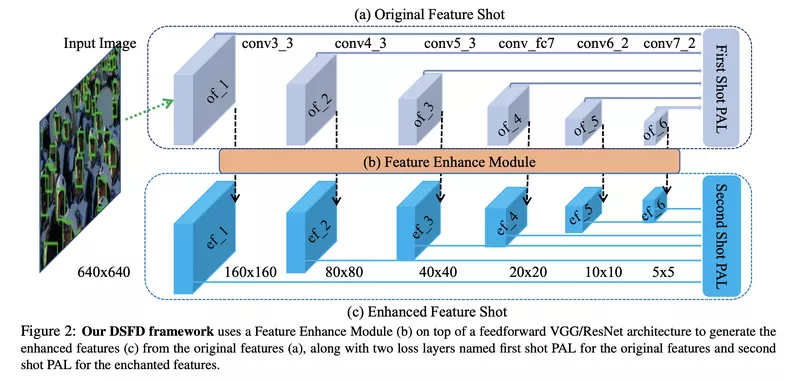 (a) Original Feature Shot
Input Image
conv3_3 conv4_3 conv5_3 conv_fc7 conv6_2 conv7_2
of_1 of_2 of_3 of_4 of_5 of_6
First Shot PAL
(b) Feature Enhance Module
ef_1 ef_2 ef_3 ef_4 ef_5 ef_6
Second Shot PAL
640x640 160x160 80x80 40x40 20x20 10x10 5x5
(c) Enhanced Feature Shot
Figure 2: Our DSFD framework uses a Feature Enhance Module (b) on top of a feedforward VGG/ResNet architecture to generate the
enhanced features (c) from the original features (a), along with two loss layers named first shot PAL for the original features and second
shot PAL for the enchanted features.